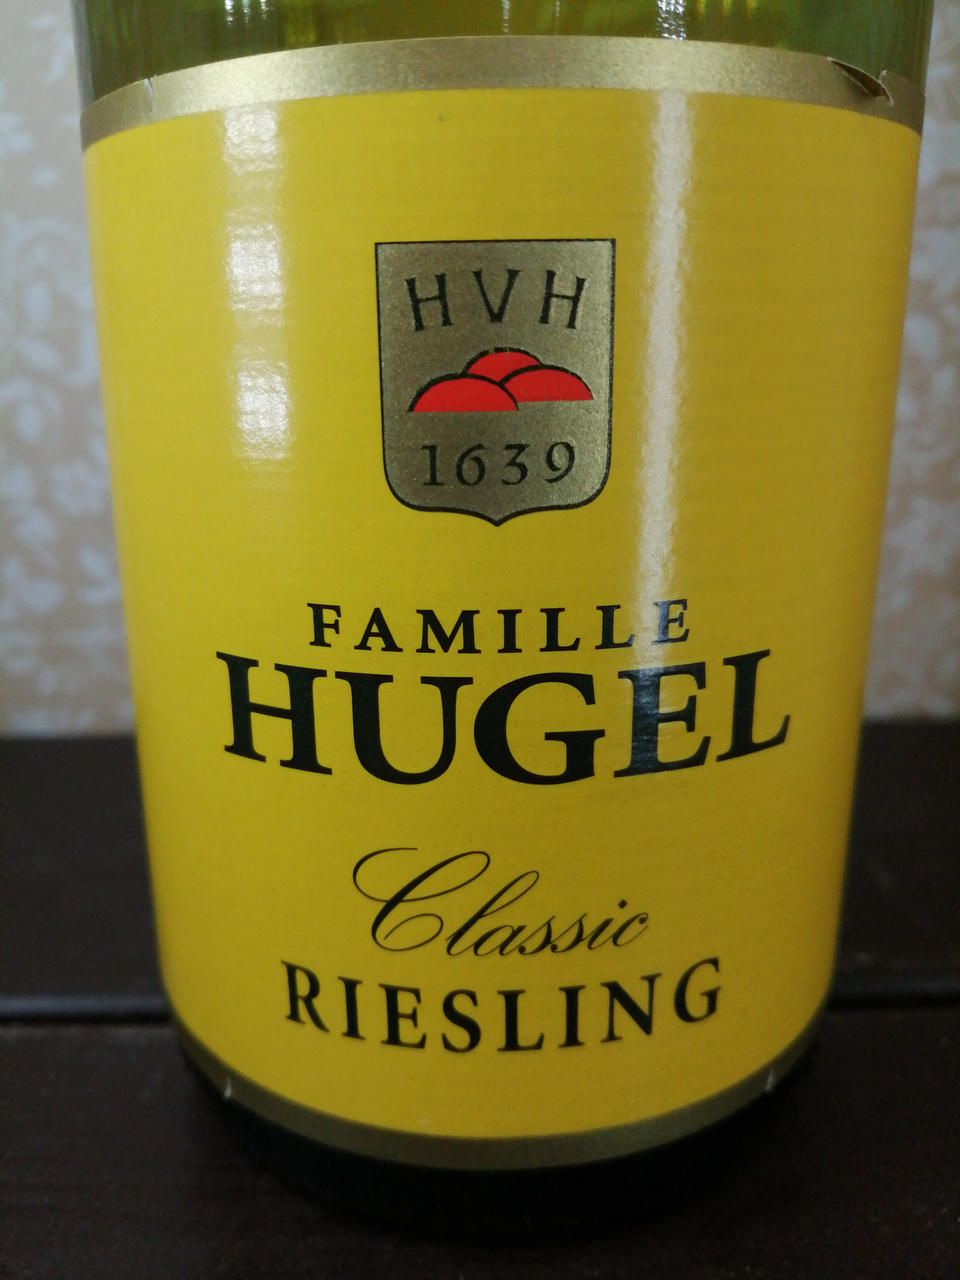 HVH
1639
FAMILLE
HUGEL
Classic
RIESLING